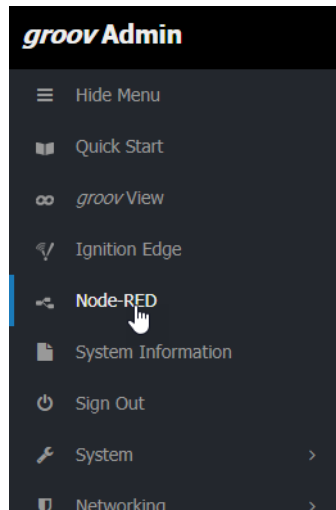 groov Admin
Hide Menu
Quick Start
groov View
Ignition Edge
Node-RED
System Information
Sign Out
System
Networking